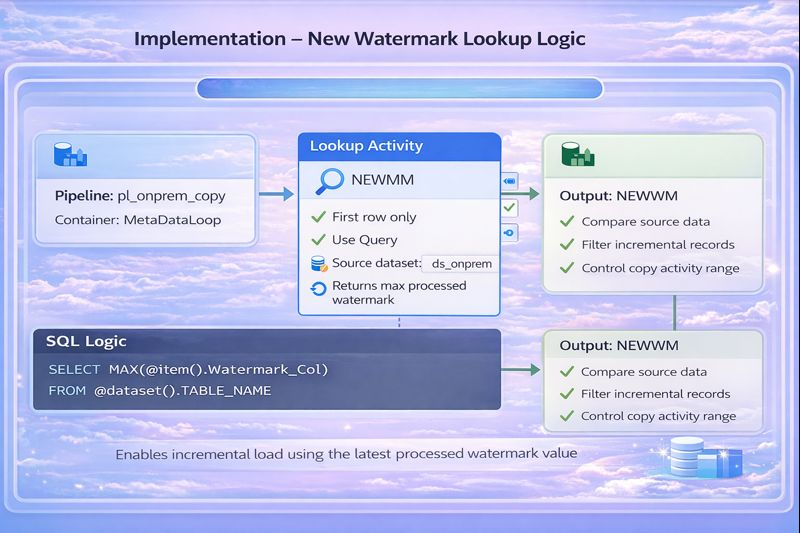 Implementation – New Watermark Lookup Logic
Pipeline: pl_onprem_copy
Container: MetaDataLoop
Lookup Activity
NEWMM
First row only
Use Query
Source dataset: ds_onprem
Returns max processed
watermark
Output: NEWWM
Compare source data
Filter incremental records
Control copy activity range
SQL Logic
SELECT MAX(@item().Watermark_Col)
FROM @dataset().TABLE_NAME
Output: NEWWM
Compare source data
Filter incremental records
Control copy activity range
Enables incremental load using the latest processed watermark value